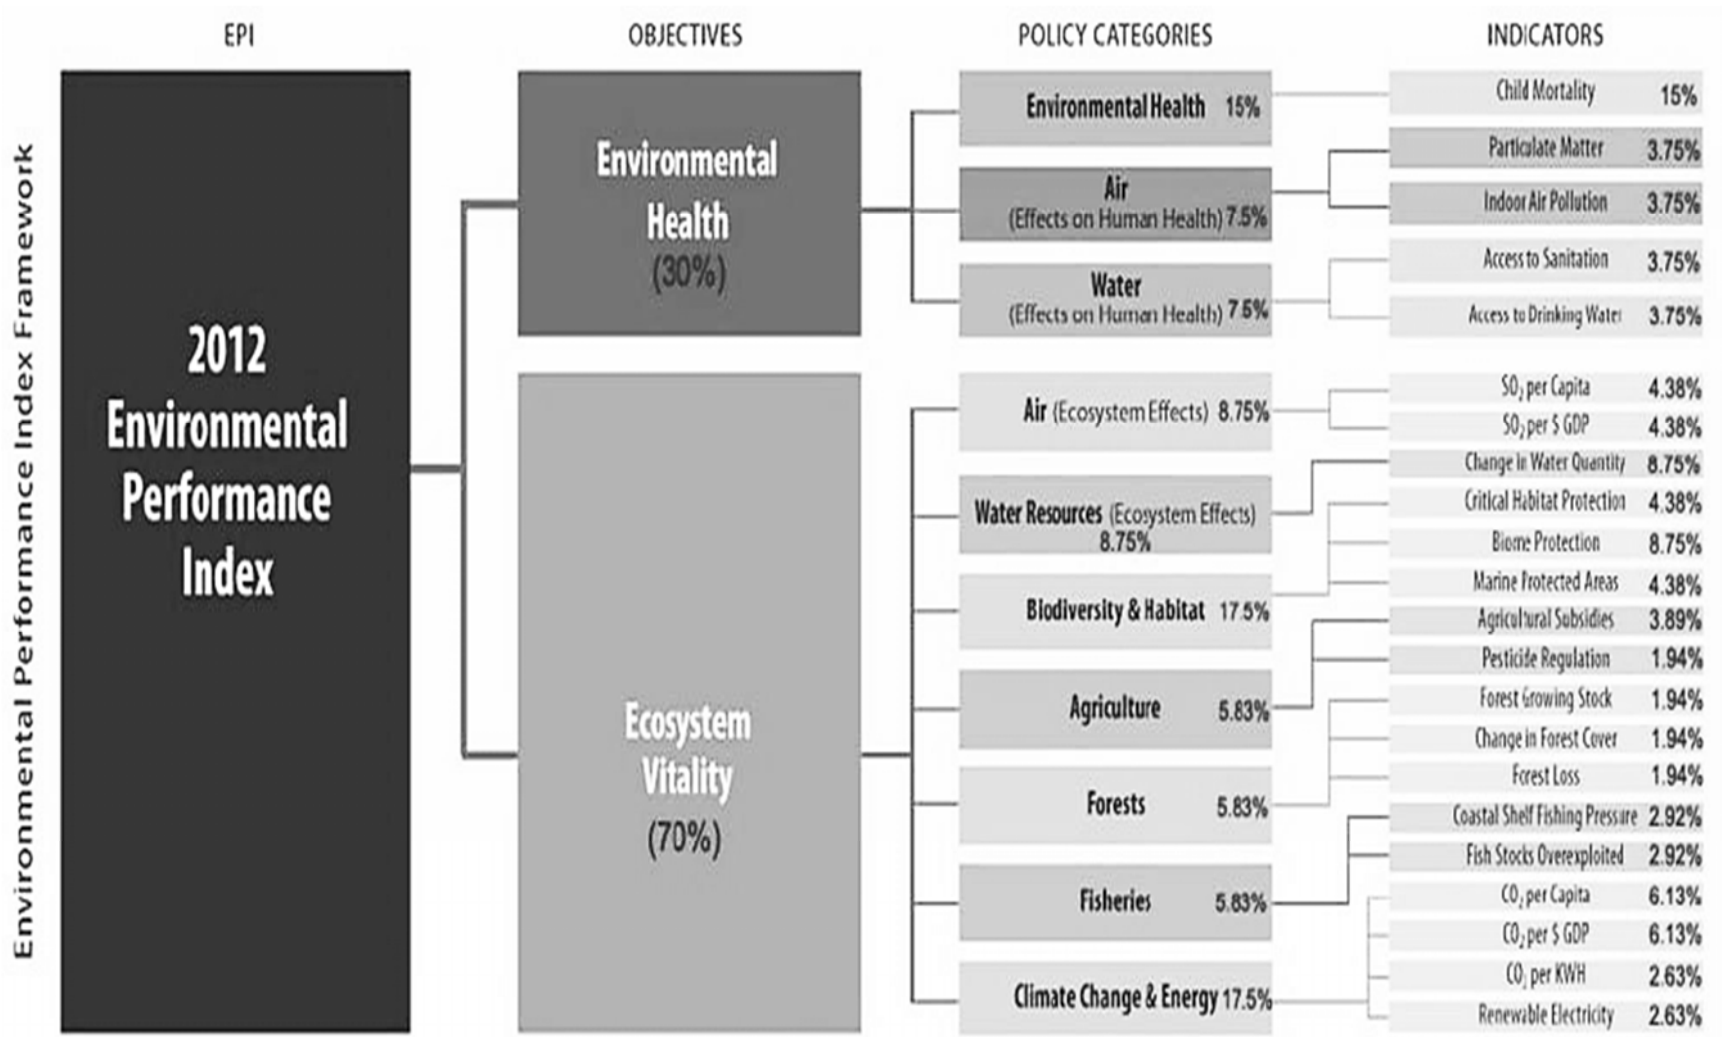 EPI
OBJECTIVES
POLICY CATEGORIES
INDICATORS
Environmental Performance Index Framework
2012
Environmental
Performance
Index
Environmental
Health
(30%)
Ecosystem
Vitality
(70%)
Environmental Health 15%
Air
(Effects on Human Health) 7.5%
Water
(Effects on Human Health) 7.5%
Air (Ecosystem Effects) 8.75%
Water Resources (Ecosystem Effects)
8.75%
Biodiversity & Habitat 17.5%
Agriculture 5.83%
Forests 5.83%
Fisheries 5.83%
Climate Change & Energy 17.5%
Child Mortality 15%
Particulate Matter 3.75%
Indoor Air Pollution 3.75%
Access to Sanitation 3.75%
Access to Drinking Water 3.75%
SO₂ per Capita 4.38%
SO₂ per $ GDP 4.38%
Change in Water Quantity 8.75%
Critical Habitat Protection 4.38%
Biome Protection 8.75%
Marine Protected Areas 4.38%
Agricultural Subsidies 3.89%
Pesticide Regulation 1.94%
Forest Growing Stock 1.94%
Change in Forest Cover 1.94%
Forest Loss 1.94%
Coastal Shelf Fishing Pressure 2.92%
Fish Stocks Overexploited 2.92%
CO₂ per Capita 6.13%
CO₂ per $ GDP 6.13%
CO₂ per KWH 2.63%
Renewable Electricity 2.63%